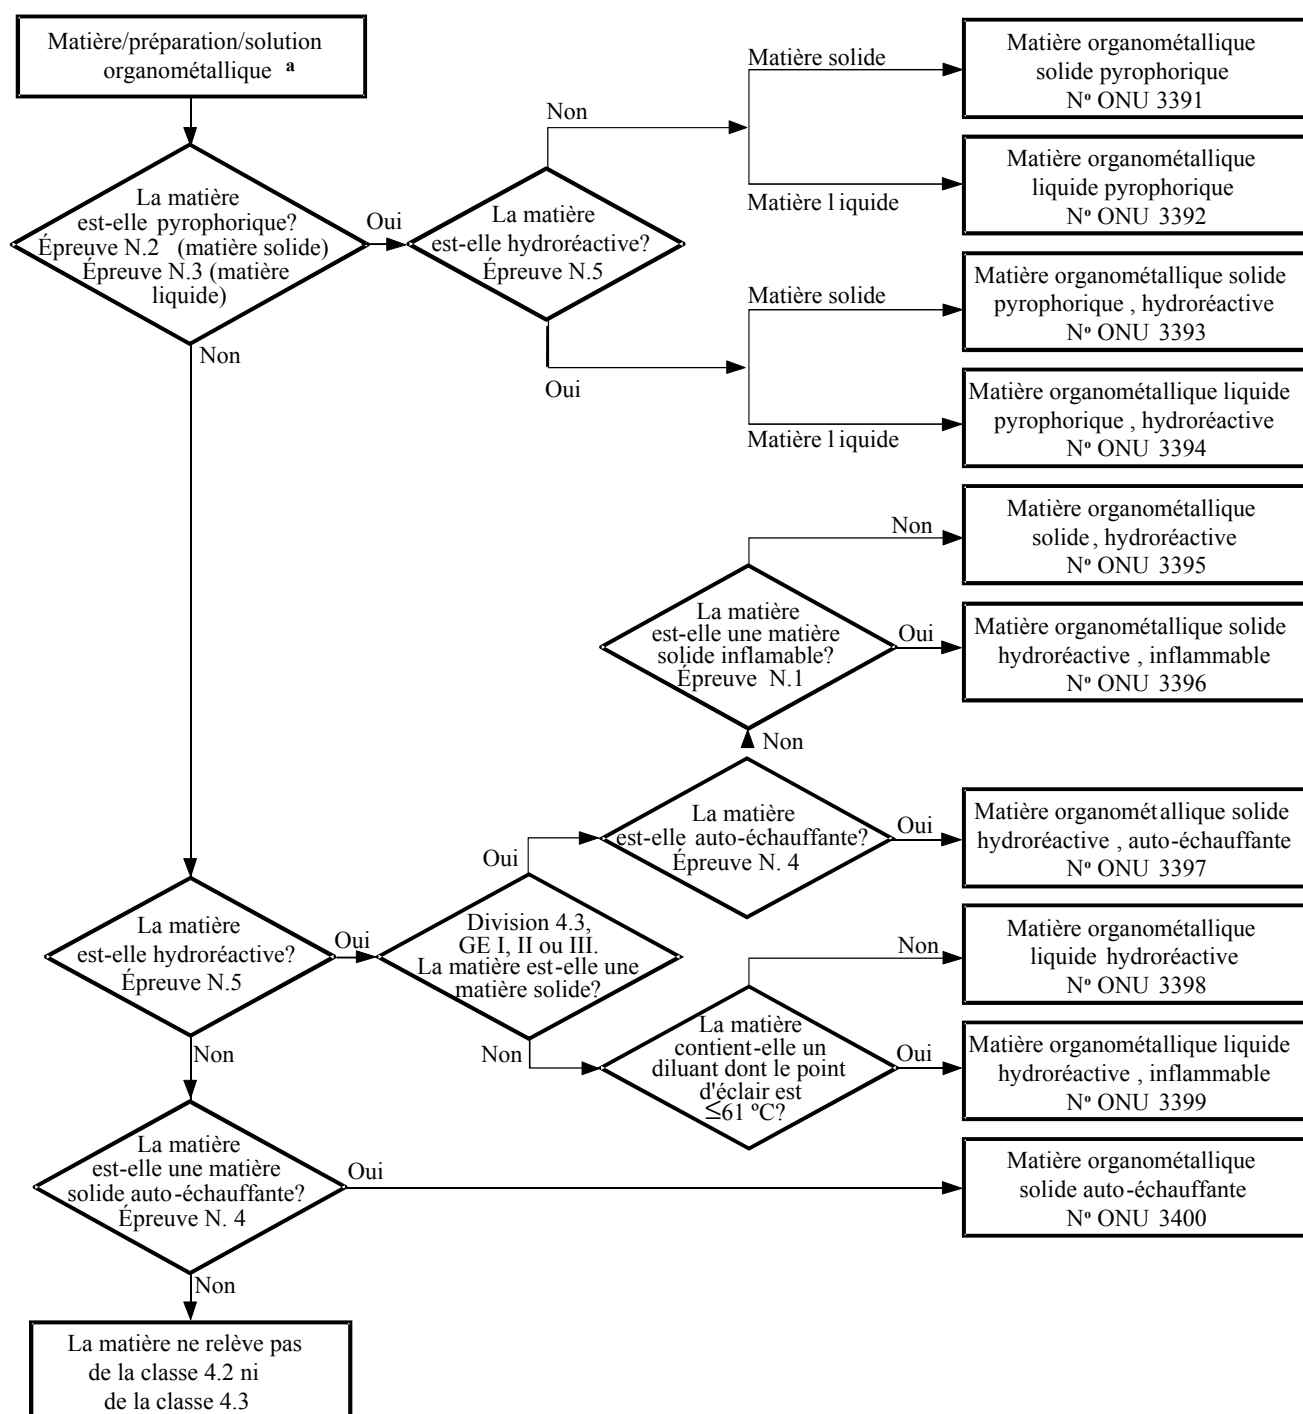 Matière/préparation/solution
organométallique a
La matière
est-elle pyrophorique?
Épreuve N.2 (matière solide)
Épreuve N.3 (matière
liquide)
Oui
Non
La matière
est-elle hydroréactive?
Épreuve N.5
Non
Oui
Matière solide
Matière l iquide
Matière organométallique
solide pyrophorique
Nº ONU 3391
Matière organométallique
liquide pyrophorique
Nº ONU 3392
Matière solide
Matière l iquide
Matière organométallique solide
pyrophorique , hydroréactive
Nº ONU 3393
Matière organométallique liquide
pyrophorique , hydroréactive
Nº ONU 3394
Non
Matière organométallique
solide , hydroréactive
Nº ONU 3395
La matière
est-elle une matière
solide inflamable?
Épreuve N.1
Oui
Matière organométallique solide
hydroréactive , inflammable
Nº ONU 3396
Non
La matière
est-elle auto-échauffante?
Épreuve N. 4
Oui
Matière organométallique solide
hydroréactive , auto-échauffante
Nº ONU 3397
Oui
La matière
est-elle hydroréactive?
Épreuve N.5
Oui
Division 4.3,
GE I, II ou III.
La matière est-elle une
matière solide?
Non
Non
Matière organométallique
liquide hydroréactive
Nº ONU 3398
La matière
contient-elle un
diluant dont le point
d'éclair est
≤61 ºC?
Oui
Matière organométallique liquide
hydroréactive , inflammable
Nº ONU 3399
Non
La matière
est-elle une matière
solide auto-échauffante?
Épreuve N. 4
Oui
Matière organométallique
solide auto-échauffante
Nº ONU 3400
Non
La matière ne relève pas
de la classe 4.2 ni
de la classe 4.3